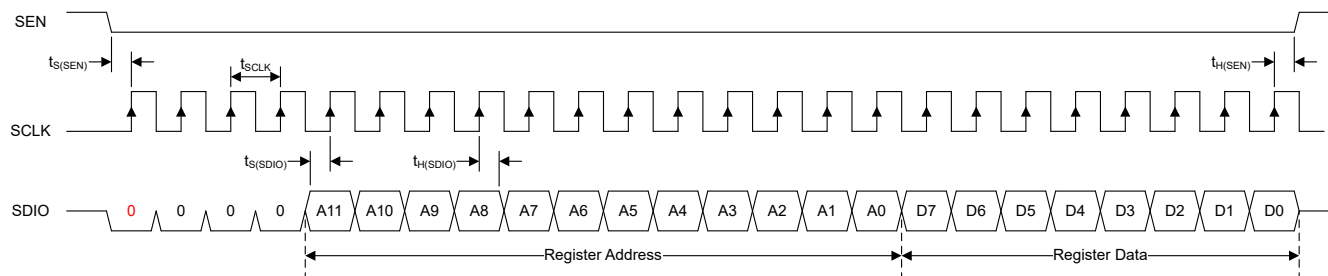 SEN
tS(SEN)
tSCLK
tH(SEN)
SCLK
tS(SDIO)
tH(SDIO)
SDIO 0 0 0 0 A11 A10 A9 A8 A7 A6 A5 A4 A3 A2 A1 A0 D7 D6 D5 D4 D3 D2 D1 D0
Register Address Register Data